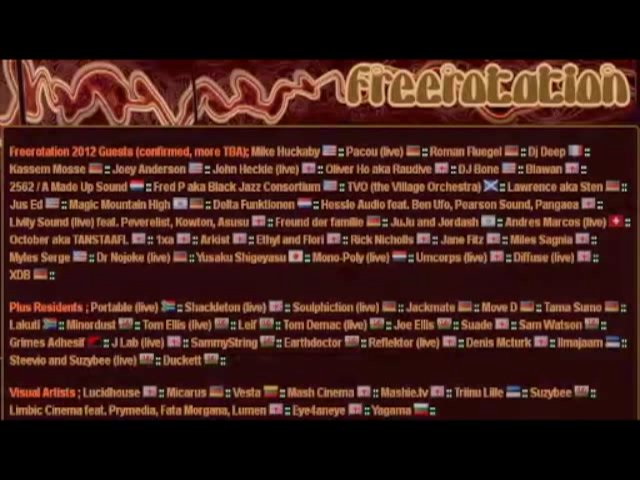 freerotation
Freerotation 2012 Guests (confirmed, more TBA); Mike Huckaby :: Pacou (live) :: Roman Fluegel :: Dj Deep ::
Kassem Mosse :: Joey Anderson :: John Heckle (live) :: Oliver Ho aka Raudive :: DJ Bone :: Blawan ::
2562 / A Made Up Sound :: Fred P aka Black Jazz Consortium :: TVO (the Village Orchestra) :: Lawrence aka Sten ::
Jus Ed :: Magic Mountain High :: Delta Funktionen :: Hessle Audio feat. Ben Ufo, Pearson Sound, Pangaea ::
Livity Sound (live) feat. Peverelist, Kowton, Asusu :: Freund der familie :: JuJu and Jordash :: Andres Marcos (live) ::
October aka TANSTAAFL :: 1xa :: Arkist :: Ethyl and Flori :: Rick Nicholls :: Jane Fitz :: Miles Sagnia ::
Myles Serge :: Dr Nojoke (live) :: Yusaku Shigeyasu :: Mono-Poly (live) :: Umcorps (live) :: Diffuse (live) ::
XDB ::
Plus Residents ; Portable (live) :: Shackleton (live) :: Soulphiction (live) :: Jackmate :: Move D :: Tama Sumo ::
Lakuti :: Minordust :: Tom Ellis (live) :: Leif :: Tom Demac (live) :: Joe Ellis :: Suade :: Sam Watson ::
Grimes Adhesif :: J Lab (live) :: SammyString :: Earthdoctor :: Reflektor (live) :: Denis Mcturk :: Ilmajaam ::
Steevio and Suzybee (live) :: Duckett ::
Visual Artists ; Lucidhouse :: Micarus :: Vesta :: Mash Cinema :: Mashie.tv :: Triinu Lille :: Suzybee ::
Limbic Cinema feat. Prymedia, Fata Morgana, Lumen :: Eye4aneye :: Yagama ::